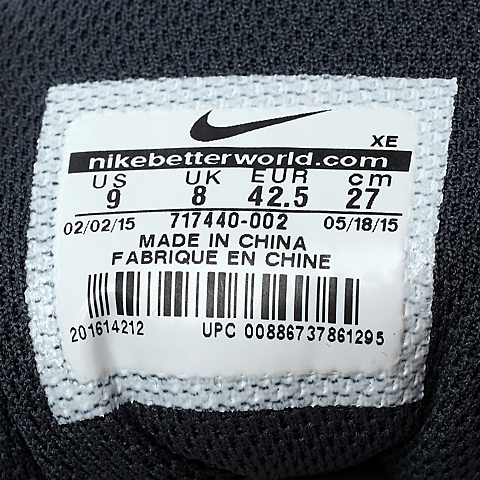 XE
nikebetterworld.com
US UK EUR cm
9 8 42.5 27
02/02/15 717440-002 05/18/15
MADE IN CHINA
FABRIQUE EN CHINE
201614212 UPC 00886737861295